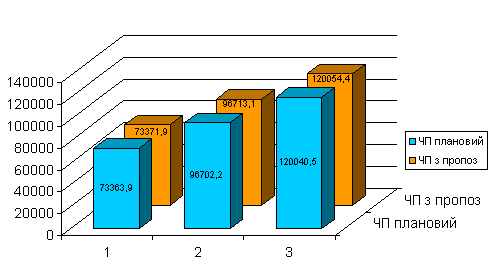 140000
120000
100000
80000
60000
40000
20000
0
73363,9
73371,9
96702,2
96713,1
120040,5
120054,4
1 2 3
ЧП з пропоз
ЧП плановий
ЧП плановий
ЧП з пропоз